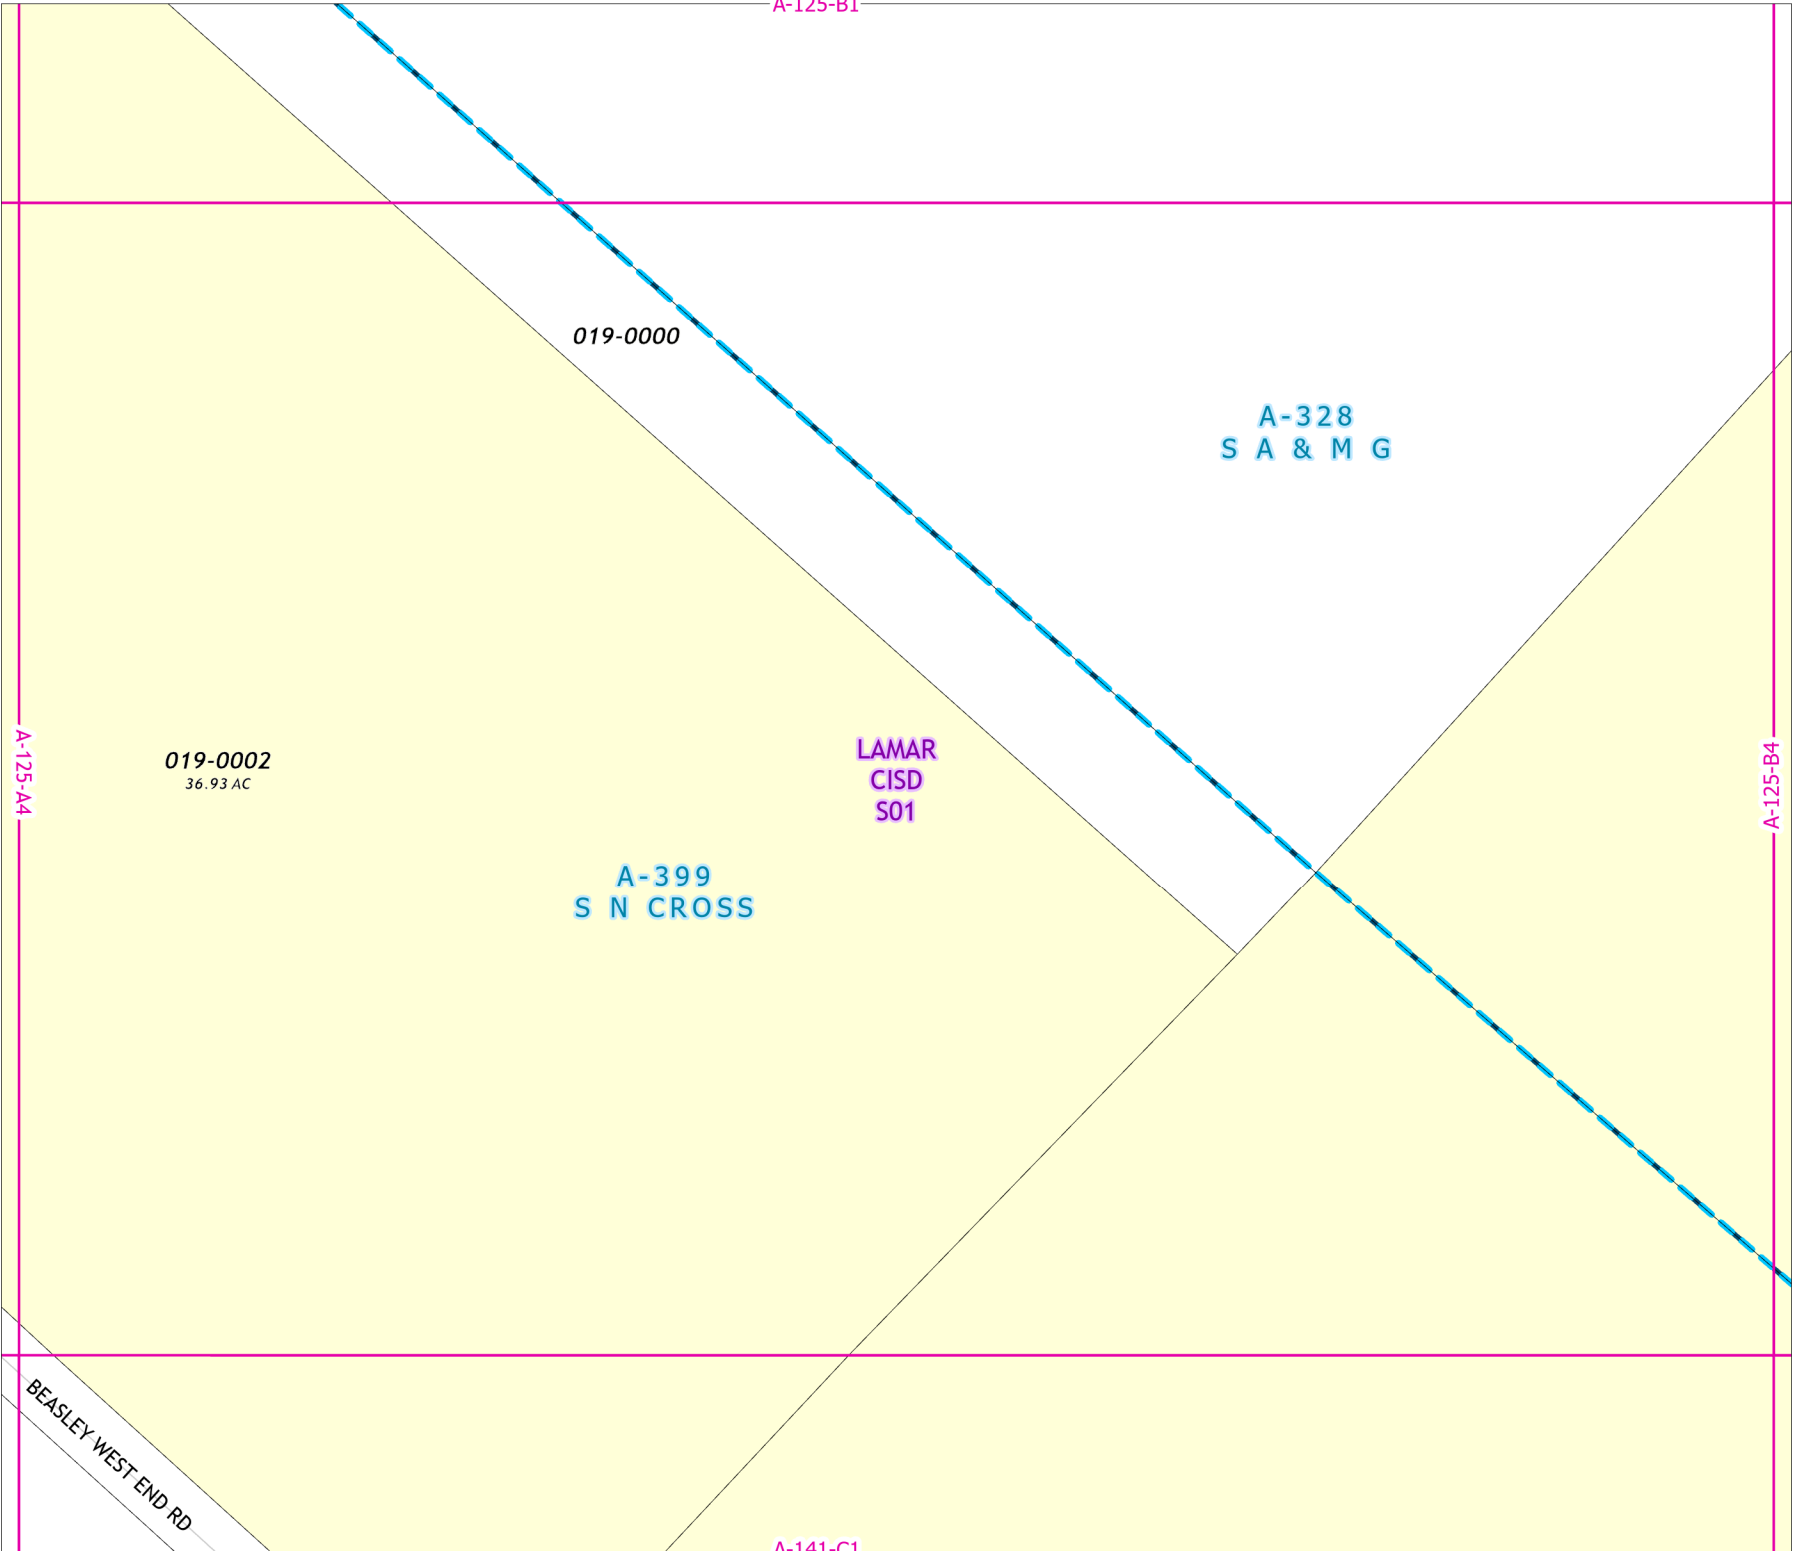 A-125-B1
019-0000
A-328
S A & M G
LAMAR
CISD
S01
019-0002
36.93 AC
A-125-A4
A-125-B4
A-399
S N CROSS
BEASLEY WEST END RD
A-141-C1